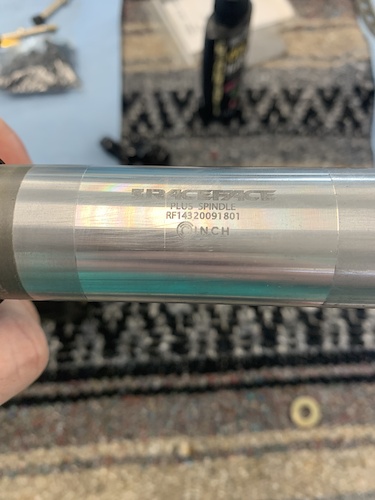 RACEFACE
PLUS SPINDLE
RF14320091801
CINCH